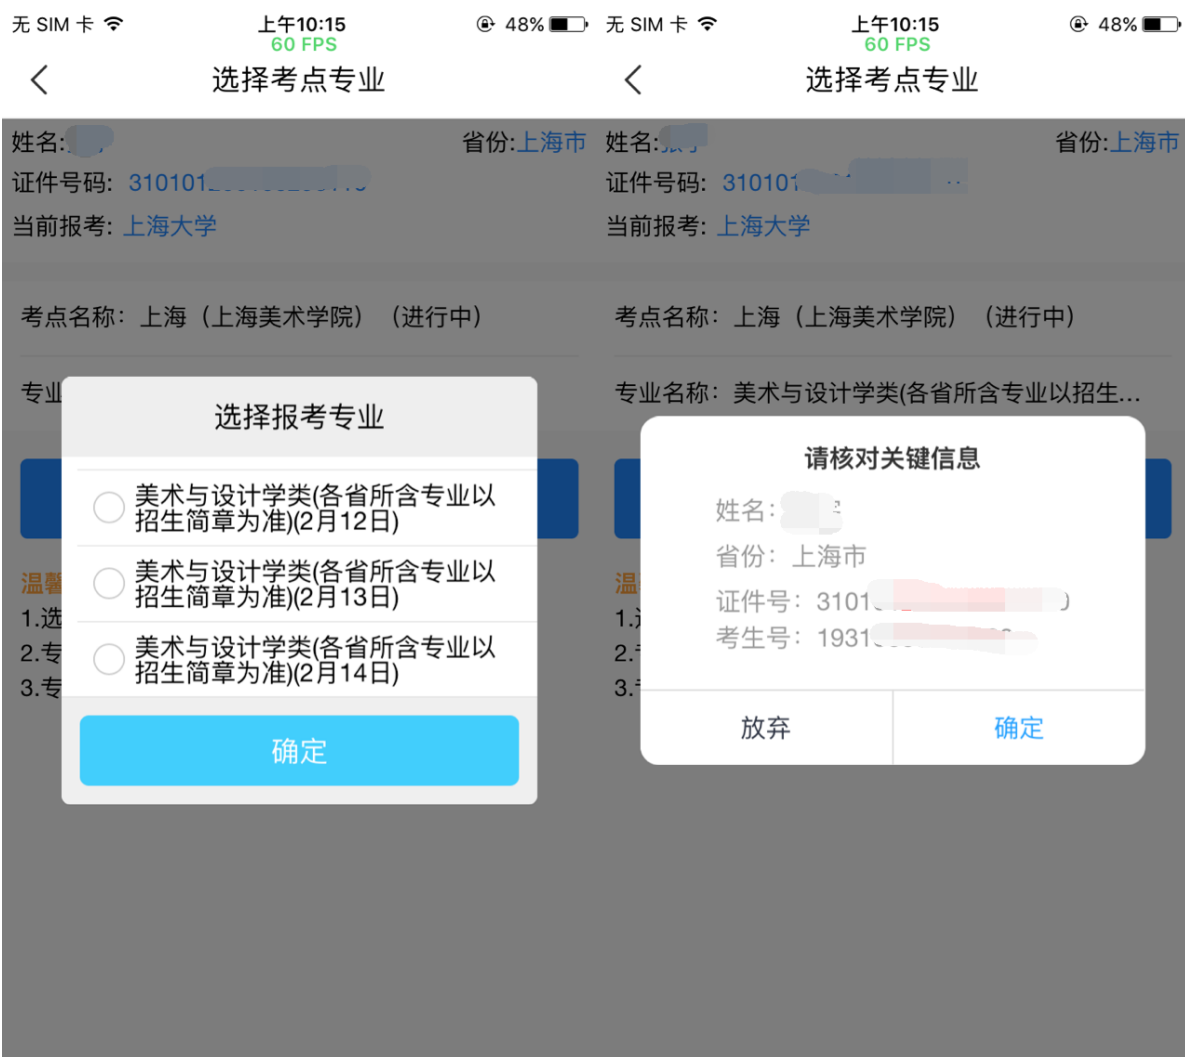 无 SIM 卡
上午10:15
48%
60 FPS
选择考点专业
姓名:
省份:上海市
证件号码: 310101
当前报考: 上海大学
考点名称: 上海（上海美术学院）（进行中）
专业
选择报考专业
美术与设计学类(各省所含专业以
招生简章为准)(2月12日)
美术与设计学类(各省所含专业以
招生简章为准)(2月13日)
美术与设计学类(各省所含专业以
招生简章为准)(2月14日)
确定
温馨
1.选
2.专
3.专
无 SIM 卡
上午10:15
48%
60 FPS
选择考点专业
姓名:
省份:上海市
证件号码: 310101
当前报考: 上海大学
考点名称: 上海（上海美术学院）（进行中）
专业名称: 美术与设计学类(各省所含专业以招生...
请核对关键信息
姓名:
省份: 上海市
证件号: 3101
考生号: 1931
放弃
确定
温
1.
2.
3.